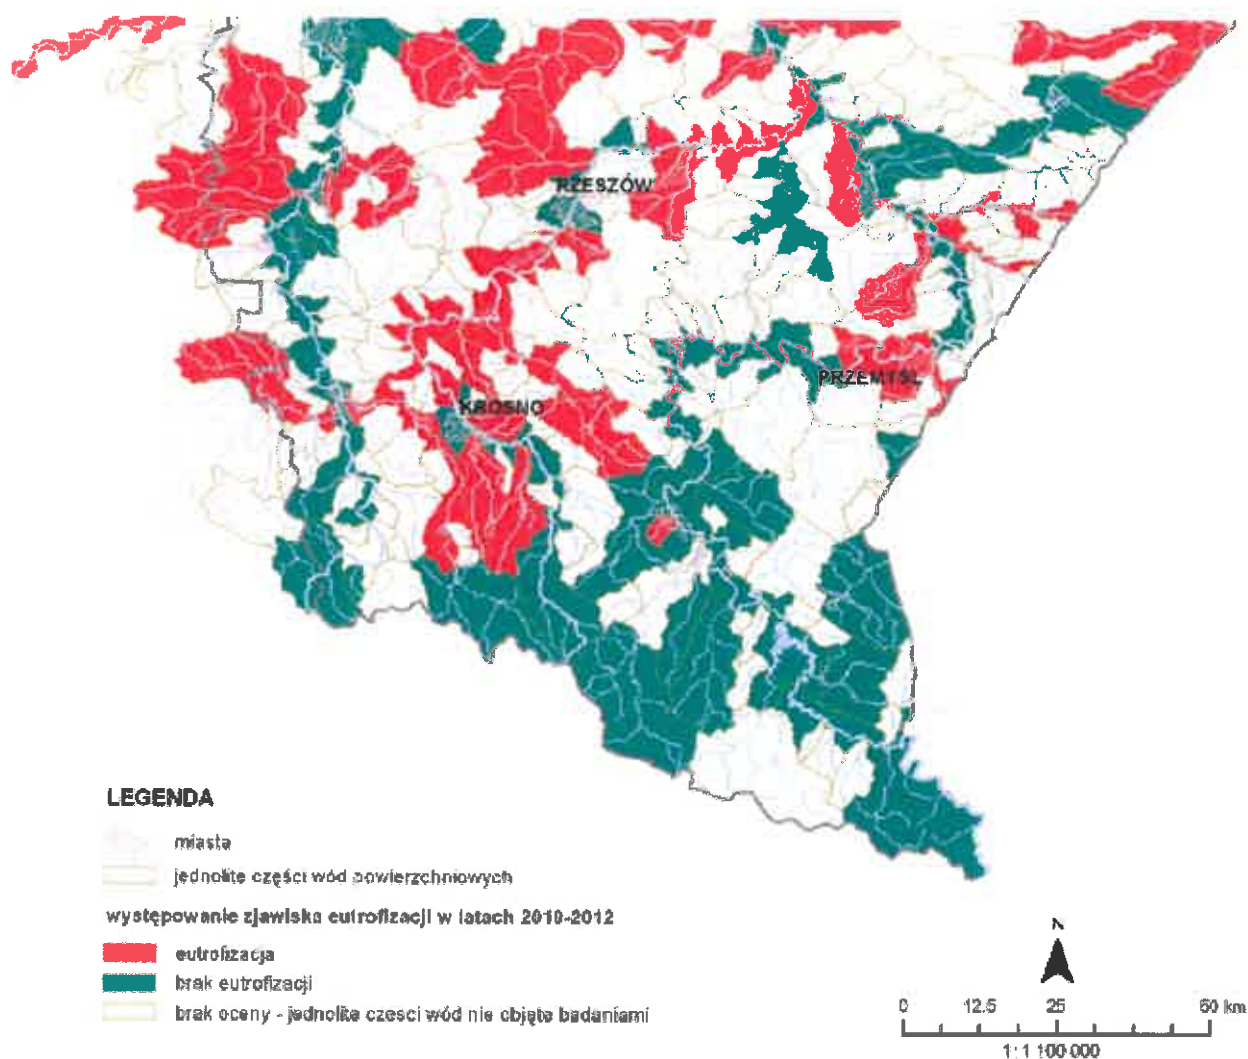 RZESZÓW
PRZEMYŚL
KROSNO
LEGENDA
miasta
jednolite części wód powierzchniowych
występowanie zjawiska eutrofizacji w latach 2010-2012
eutrofizacja
brak eutrofizacji
brak oceny - jednolite czesci wód nie objęte badaniami
N
0 12.5 25 50 km
1:1 100 000